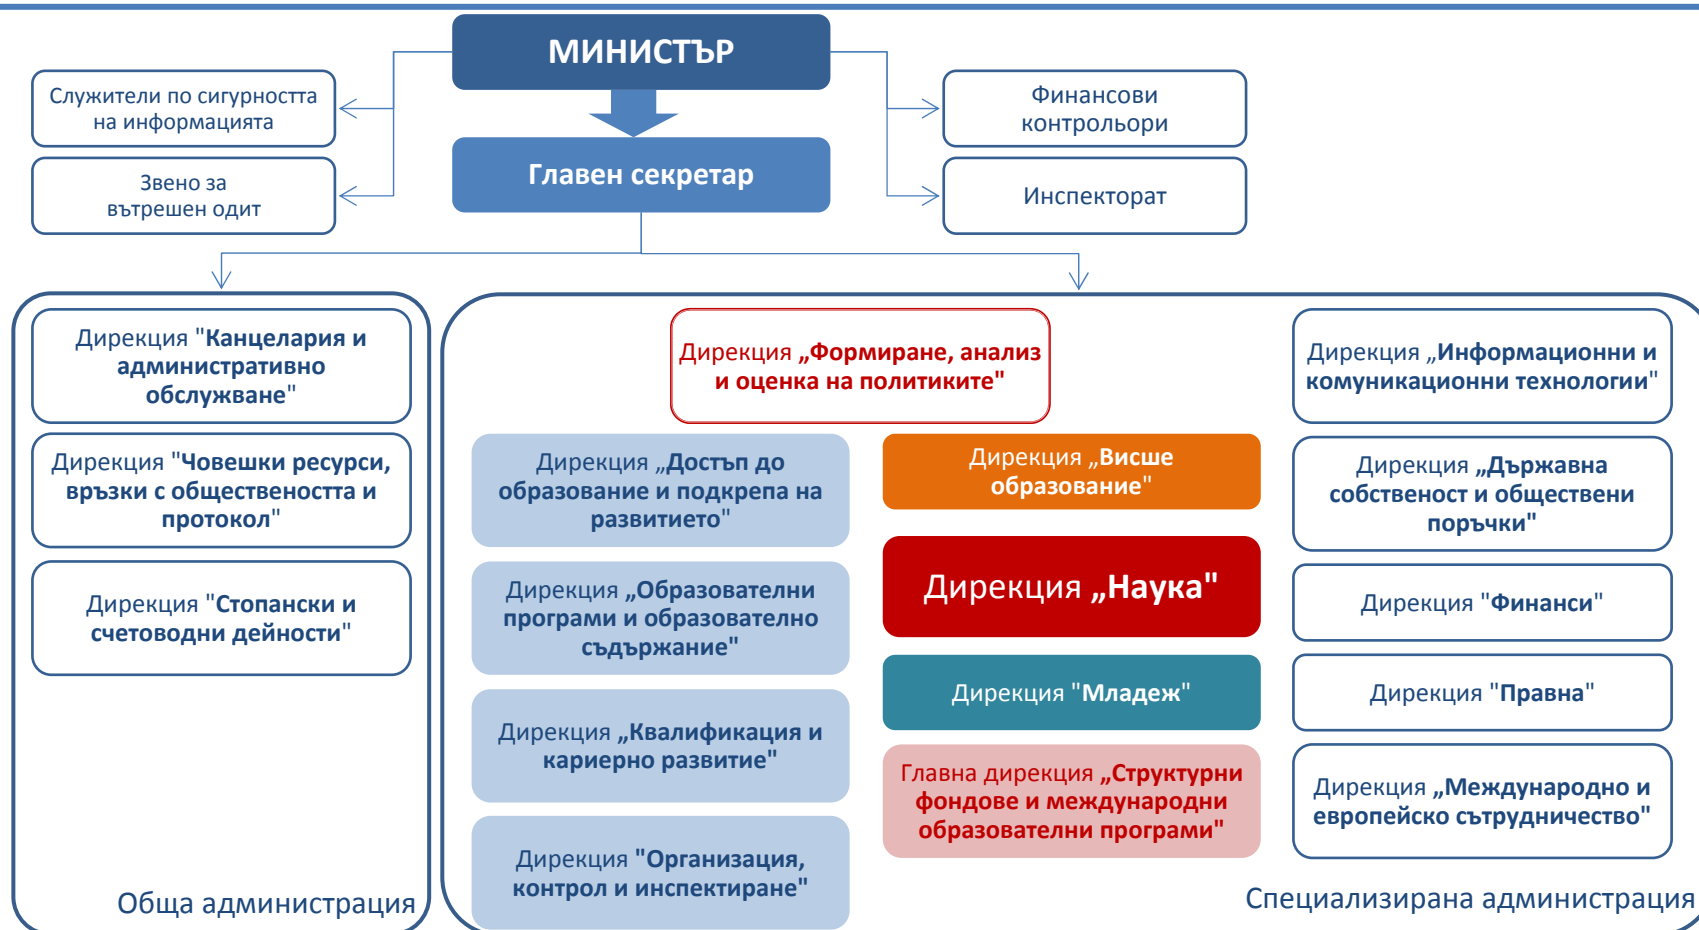 МИНИСТЪР
Служители по сигурността
на информацията
Финансови
контрольори
Главен секретар
Звено за
вътрешен одит
Инспекторат
Дирекция "Канцелария и
административно
обслужване"
Дирекция "Човешки ресурси,
връзки с обществеността и
протокол"
Дирекция "Стопански и
счетоводни дейности"
Обща администрация
Дирекция „Формиране, анализ
и оценка на политиките"
Дирекция „Достъп до
образование и подкрепа на
развитието"
Дирекция „Образователни
програми и образователно
съдържание"
Дирекция „Квалификация и
кариерно развитие"
Дирекция "Организация,
контрол и инспектиране"
Дирекция „Висше
образование"
Дирекция „Наука"
Дирекция "Младеж"
Главна дирекция „Структурни
фондове и международни
образователни програми"
Дирекция „Информационни и
комуникационни технологии"
Дирекция „Държавна
собственост и обществени
поръчки"
Дирекция "Финанси"
Дирекция "Правна"
Дирекция „Международно и
европейско сътрудничество"
Специализирана администрация